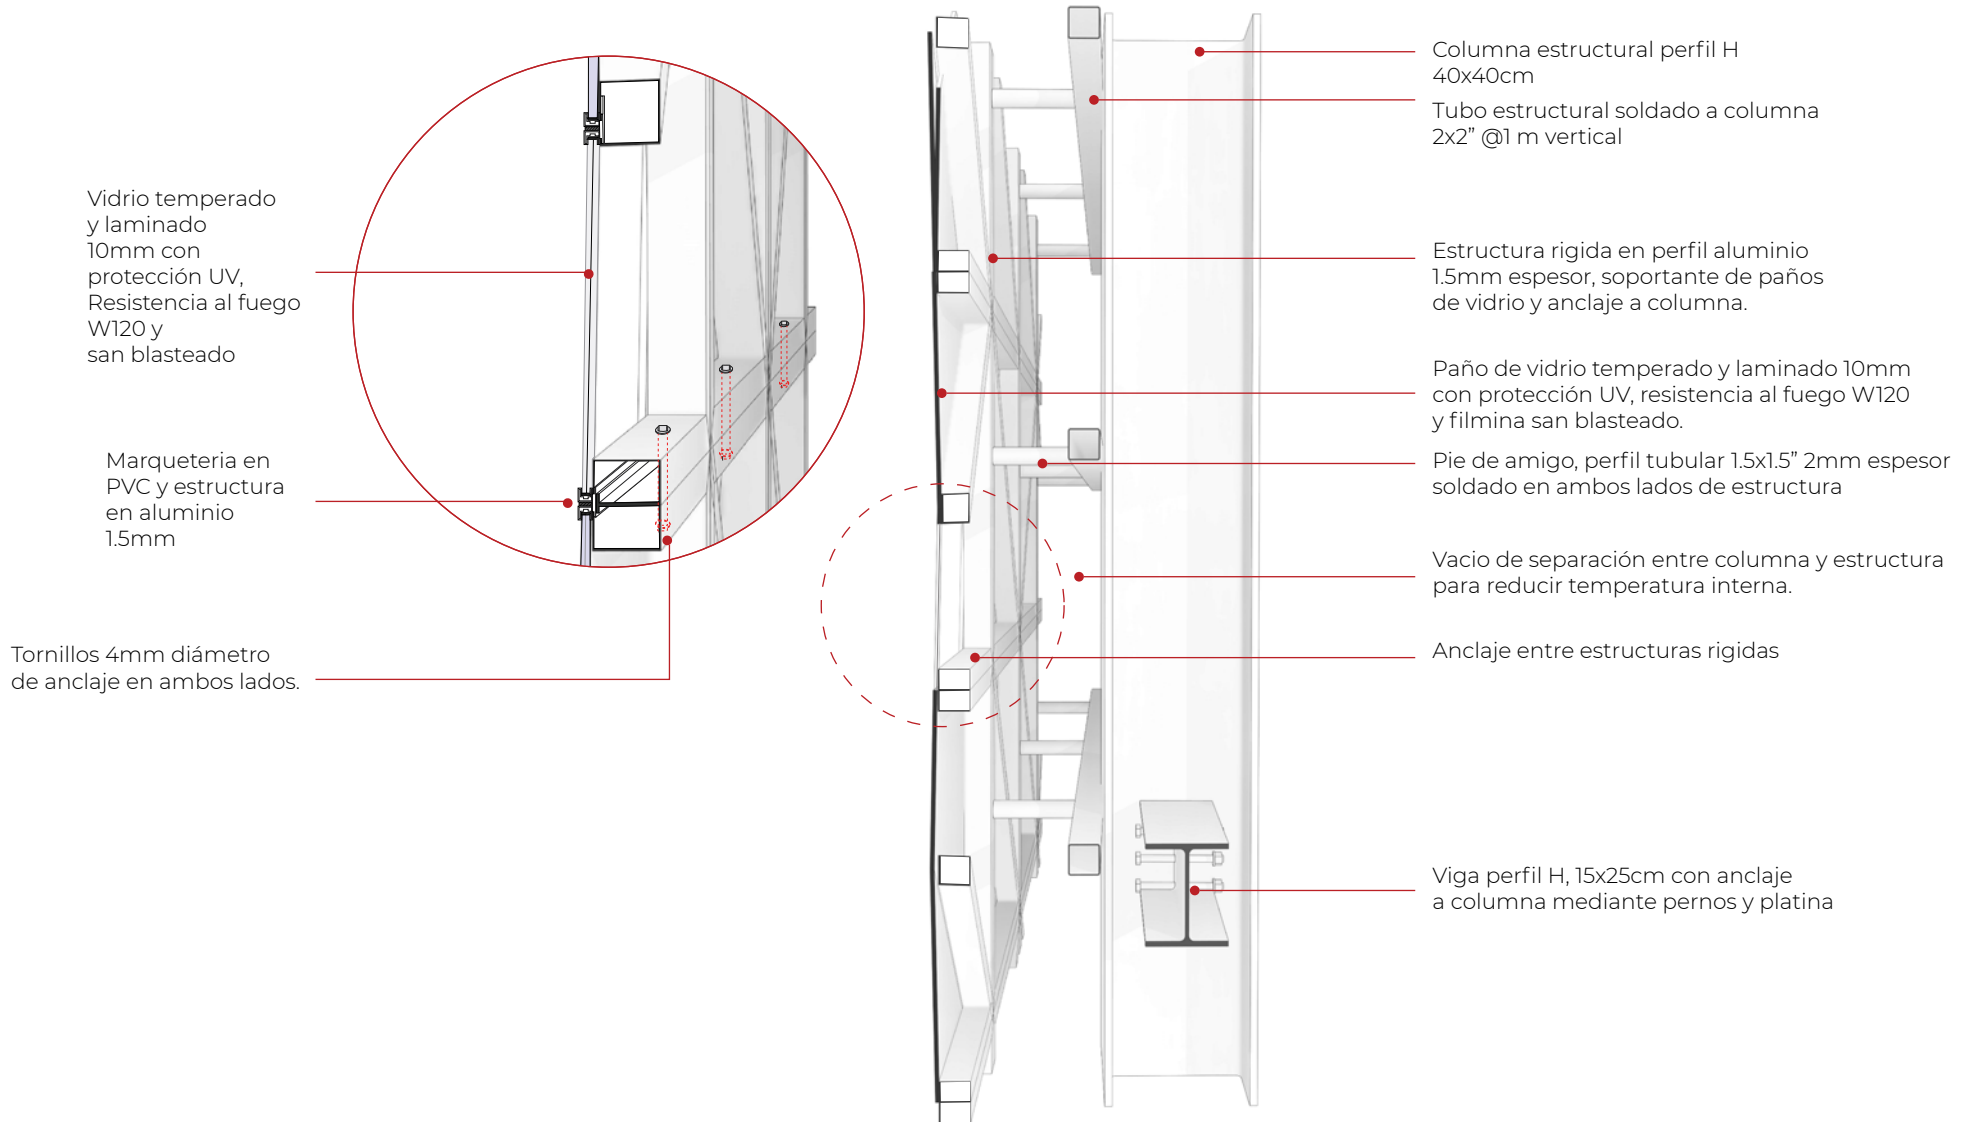 Vidrio temperado
y laminado
10mm con
protección UV,
Resistencia al fuego
W120 y
san blasteado
Marqueteria en
PVC y estructura
en aluminio
1.5mm
Tornillos 4mm diámetro
de anclaje en ambos lados.
Columna estructural perfil H
40x40cm
Tubo estructural soldado a columna
2x2” @1 m vertical
Estructura rigida en perfil aluminio
1.5mm espesor, soportante de paños
de vidrio y anclaje a columna.
Paño de vidrio temperado y laminado 10mm
con protección UV, resistencia al fuego W120
y filmina san blasteado.
Pie de amigo, perfil tubular 1.5x1.5” 2mm espesor
soldado en ambos lados de estructura
Vacio de separación entre columna y estructura
para reducir temperatura interna.
Anclaje entre estructuras rigidas
Viga perfil H, 15x25cm con anclaje
a columna mediante pernos y platina